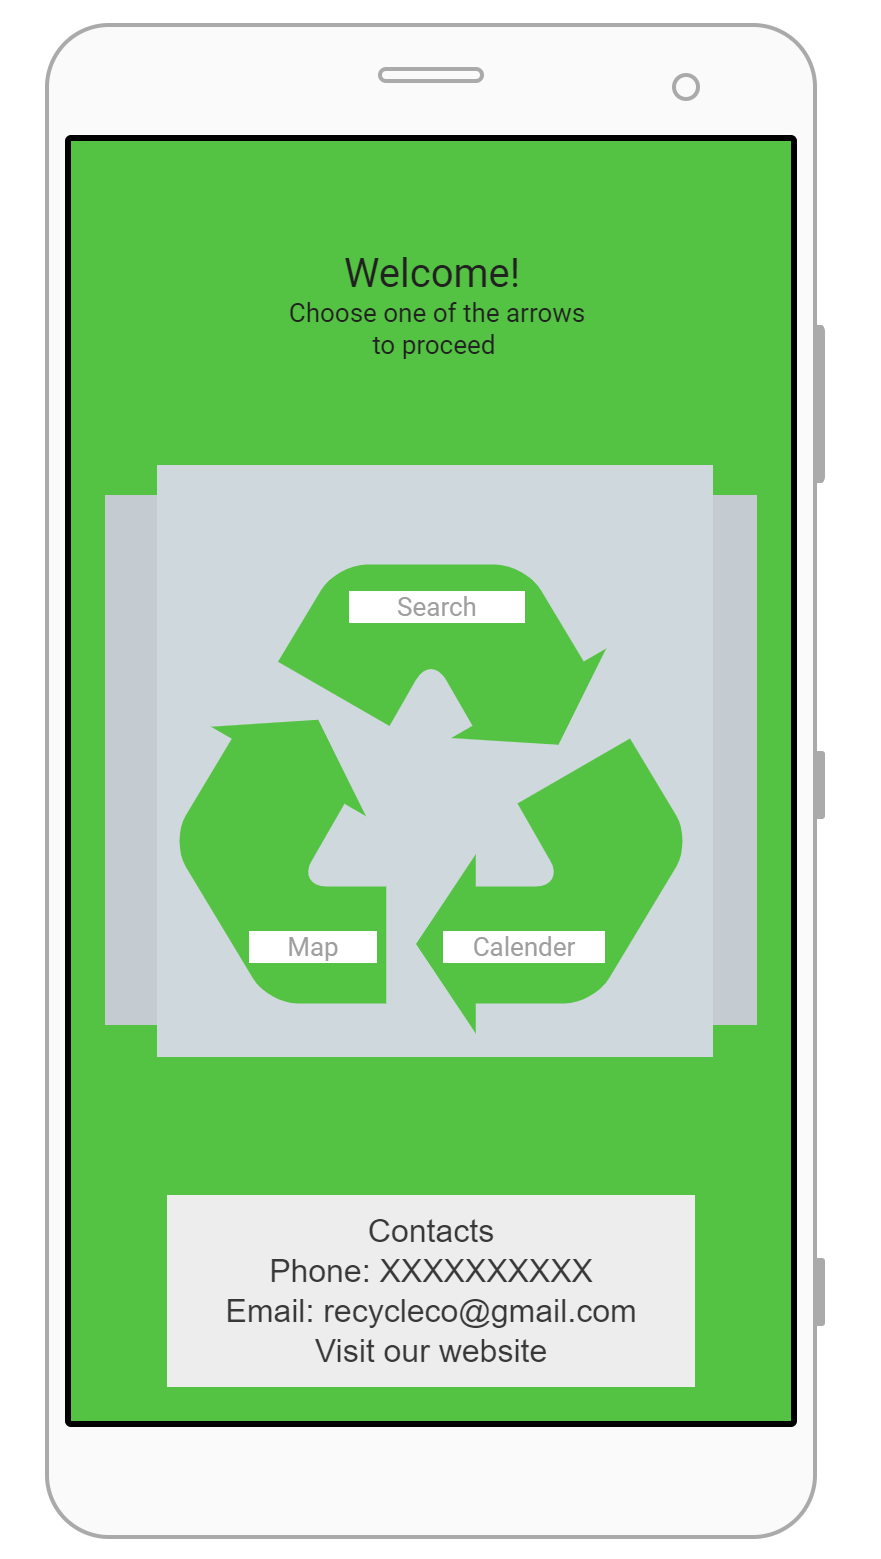 Welcome!
Choose one of the arrows
to proceed
Search
Map
Calender
Contacts
Phone: XXXXXXXXXX
Email: recycleco@gmail.com
Visit our website